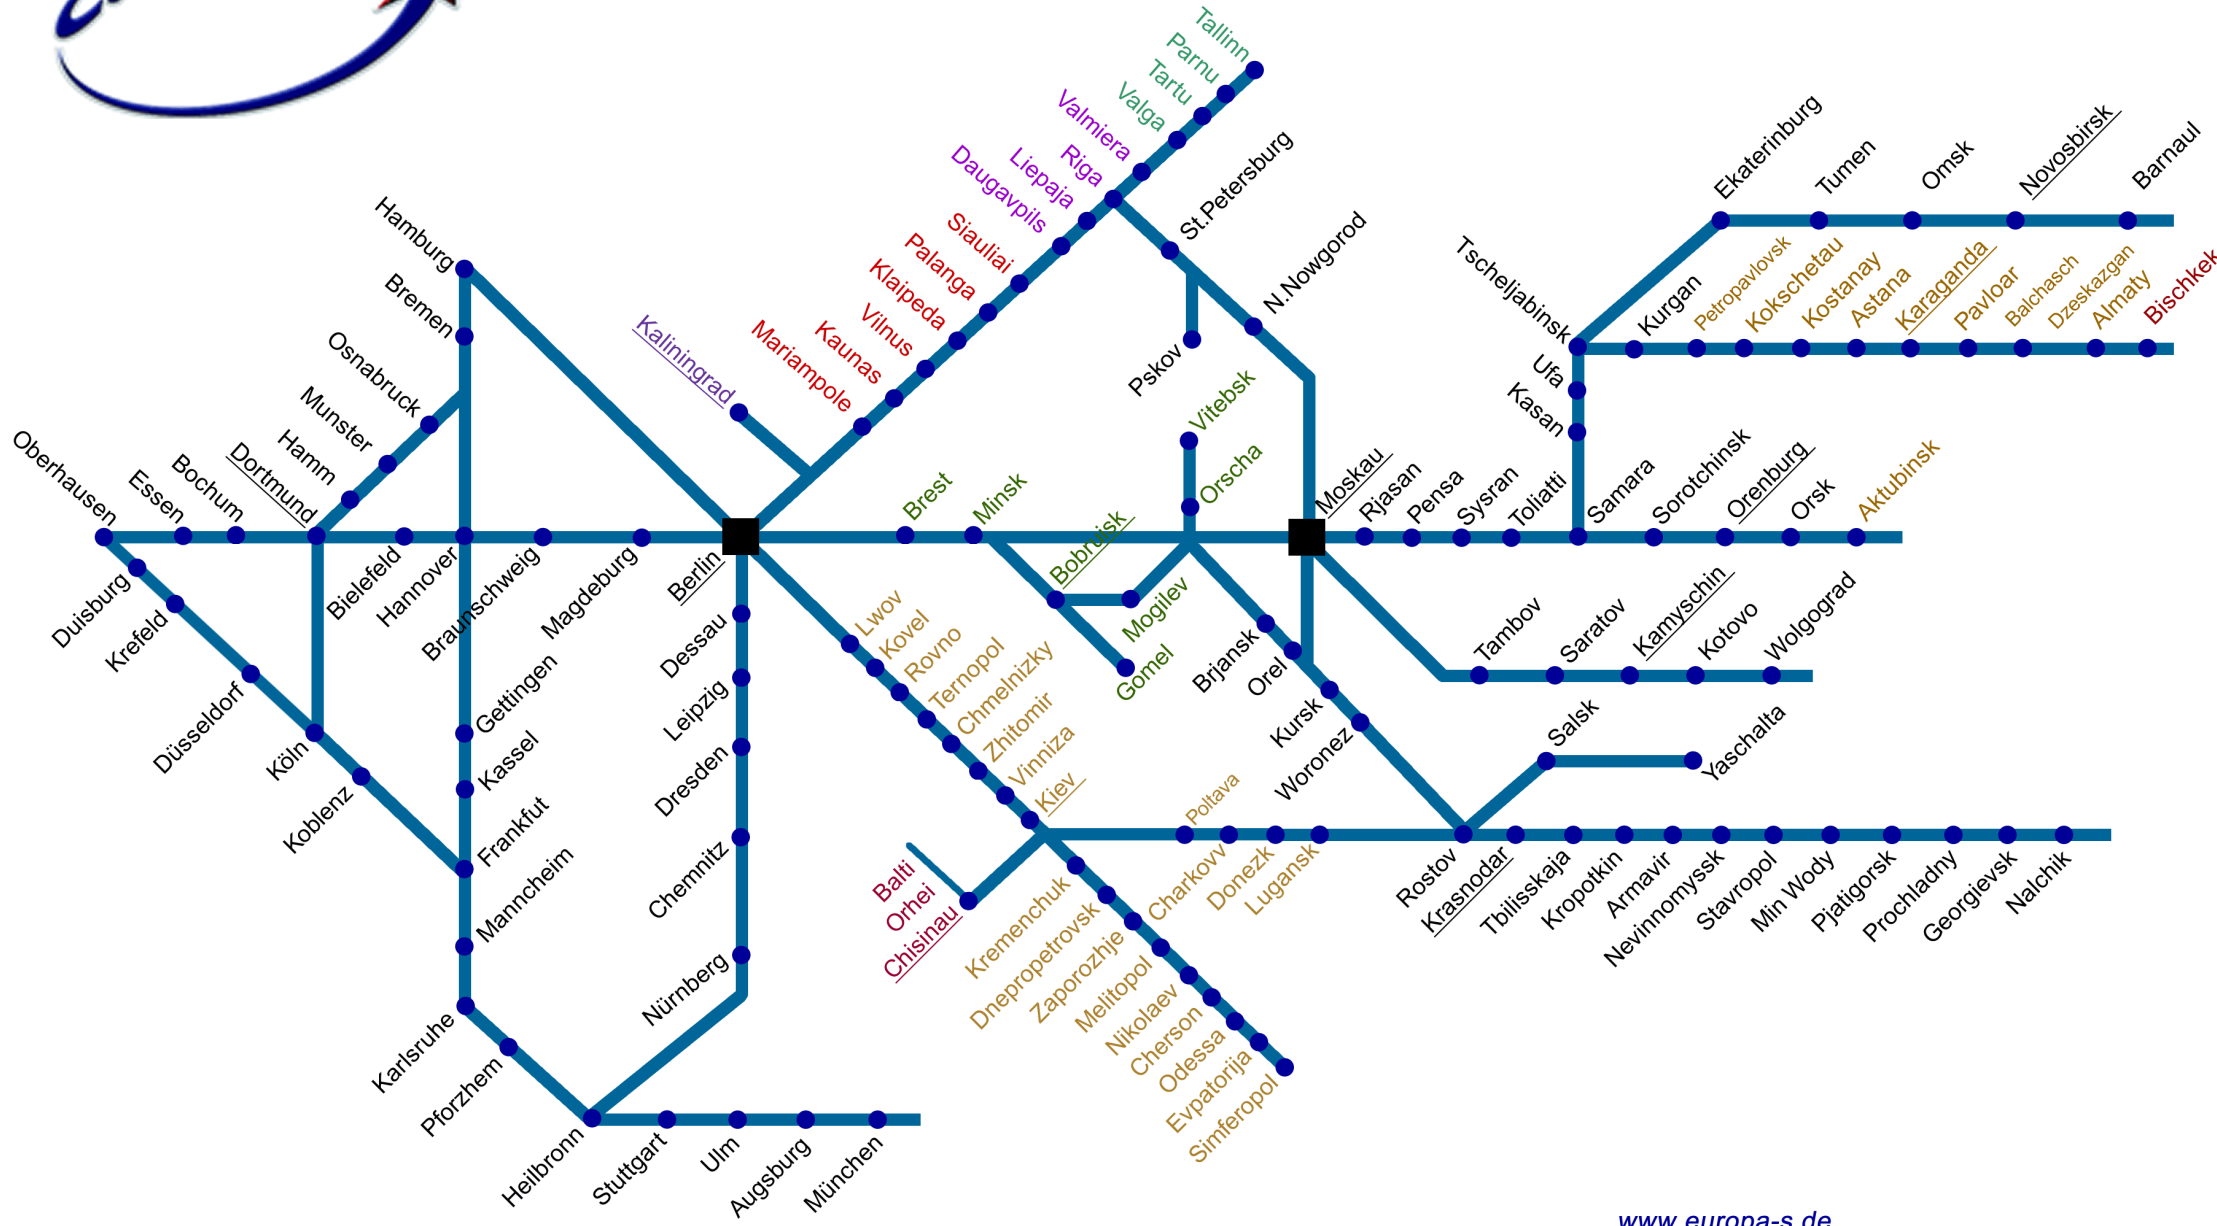 Tallinn
Parnu
Tartu
Valga
Valmiera
Riga
Liepaja
Daugavpils
Siauliai
Palanga
Klaipeda
Vilnus
Kaunas
Mariampole
Kaliningrad
St.Petersburg
N.Nowgorod
Pskov
Ekaterinburg
Tumen
Omsk
Novosbirsk
Barnaul
Tscheljabinsk
Kurgan
Petropavlovsk
Kokschetau
Kostanay
Astana
Karaganda
Pavloar
Balchasch
Dzeskazgan
Almaty
Bischkek
Ufa
Kasan
Hamburg
Bremen
Osnabruck
Munster
Hamm
Dortmund
Bochum
Essen
Oberhausen
Duisburg
Krefeld
Düsseldorf
Köln
Koblenz
Bielefeld
Hannover
Braunschweig
Magdeburg
Berlin
Brest
Minsk
Bobruisk
Vitebsk
Orscha
Mogilev
Gomel
Moskau
Rjasan
Pensa
Sysran
Toliatti
Samara
Sorotchinsk
Orenburg
Orsk
Aktubinsk
Tambov
Saratov
Kamyschin
Kotovo
Wolgograd
Brjansk
Orel
Kursk
Woronez
Salsk
Yaschalta
Gettingen
Kassel
Frankfut
Manncheim
Karlsruhe
Pforzhem
Heilbronn
Stuttgart
Ulm
Augsburg
München
Dessau
Leipzig
Dresden
Chemnitz
Nürnberg
Lwov
Kovel
Rovno
Ternopol
Chmelnizky
Zhitomir
Vinniza
Kiev
Balti
Orhei
Chisinau
Poltava
Charkovv
Donezk
Lugansk
Kremenchuk
Dnepropetrovsk
Zaporozhje
Melitopol
Nikolaev
Cherson
Odessa
Evpatorija
Simferopol
Rostov
Krasnodar
Tbilisskaja
Kropotkin
Armavir
Nevinnomyssk
Stavropol
Min Wody
Pjatigorsk
Prochladny
Georgievsk
Nalchik
www.europa-s.de